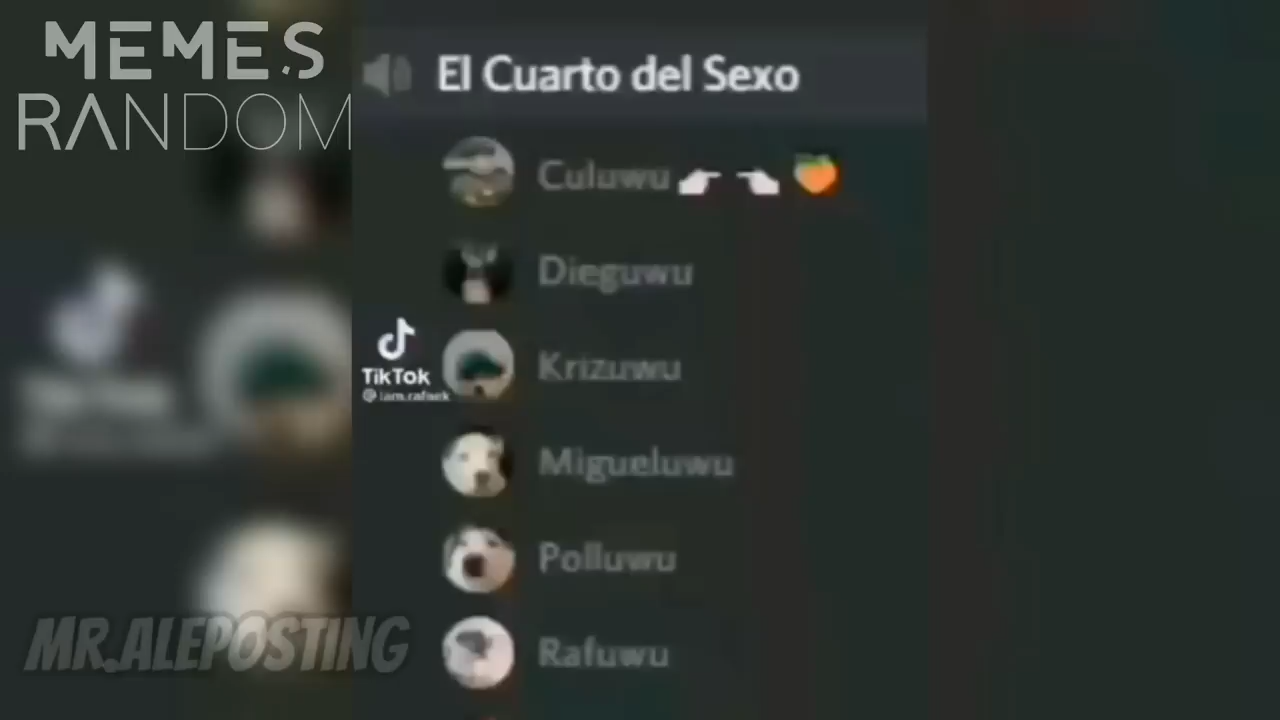 MEMES
RANDOM
El Cuarto del Sexo
Culuwu 🍑
Dieguwu
Krizuwu
TikTok
Migueluwu
Polluwu
Rafuwu
MR.ALEPOSTING